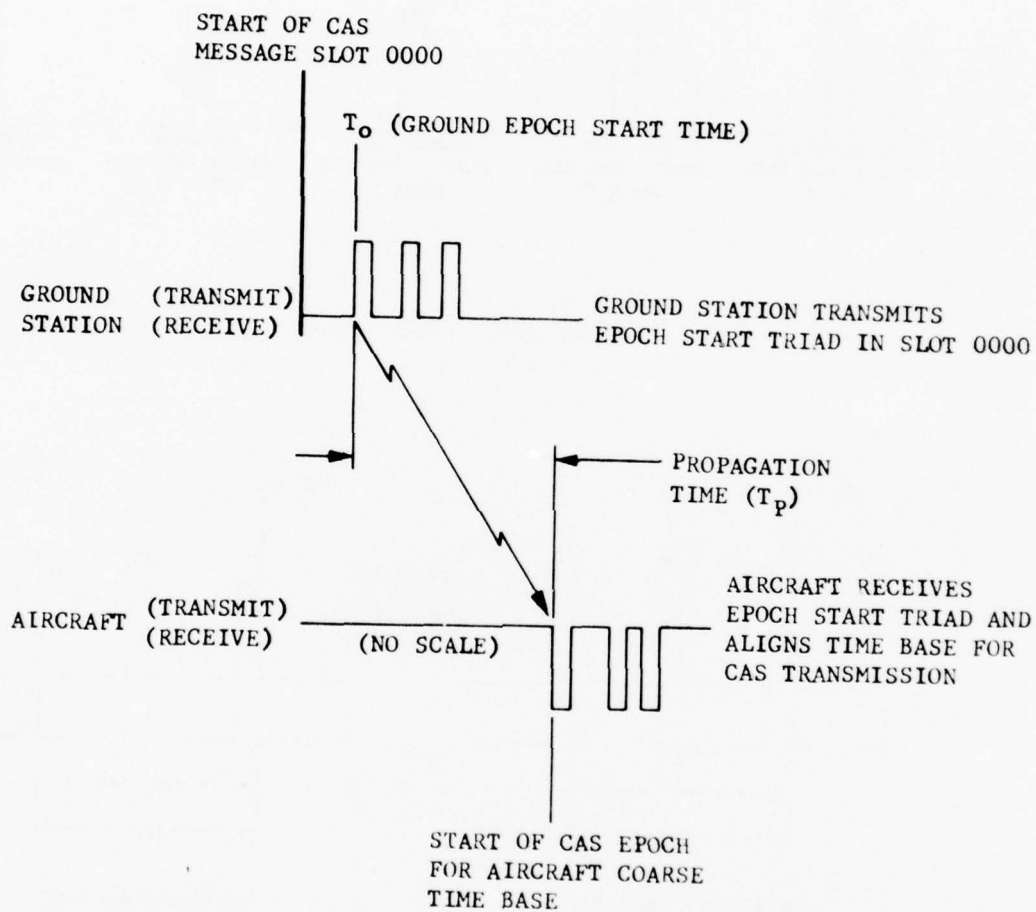 START OF CAS
MESSAGE SLOT 0000
To (GROUND EPOCH START TIME)
GROUND (TRANSMIT)
STATION (RECEIVE)
GROUND STATION TRANSMITS
EPOCH START TRIAD IN SLOT 0000
PROPAGATION
TIME (Tp)
AIRCRAFT (TRANSMIT)
(RECEIVE)
(NO SCALE)
AIRCRAFT RECEIVES
EPOCH START TRIAD AND
ALIGNS TIME BASE FOR
CAS TRANSMISSION
START OF CAS EPOCH
FOR AIRCRAFT COARSE
TIME BASE